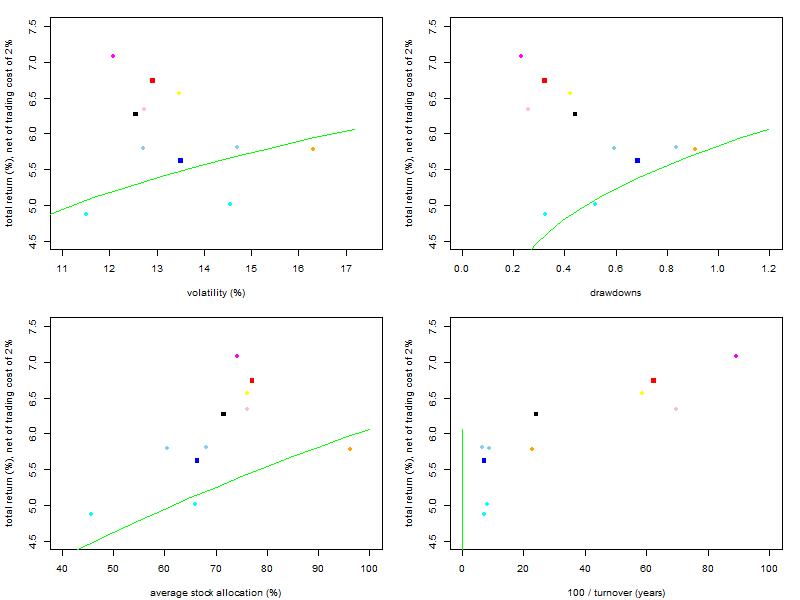 total return (%), net of trading cost of 2%
7.5
7.0
6.5
6.0
5.5
5.0
4.5
11 12 13 14 15 16 17
volatility (%)
total return (%), net of trading cost of 2%
7.5
7.0
6.5
6.0
5.5
5.0
4.5
0.0 0.2 0.4 0.6 0.8 1.0 1.2
drawdowns
total return (%), net of trading cost of 2%
7.5
7.0
6.5
6.0
5.5
5.0
4.5
40 50 60 70 80 90 100
average stock allocation (%)
total return (%), net of trading cost of 2%
7.5
7.0
6.5
6.0
5.5
5.0
4.5
0 20 40 60 80 100
100 / turnover (years)